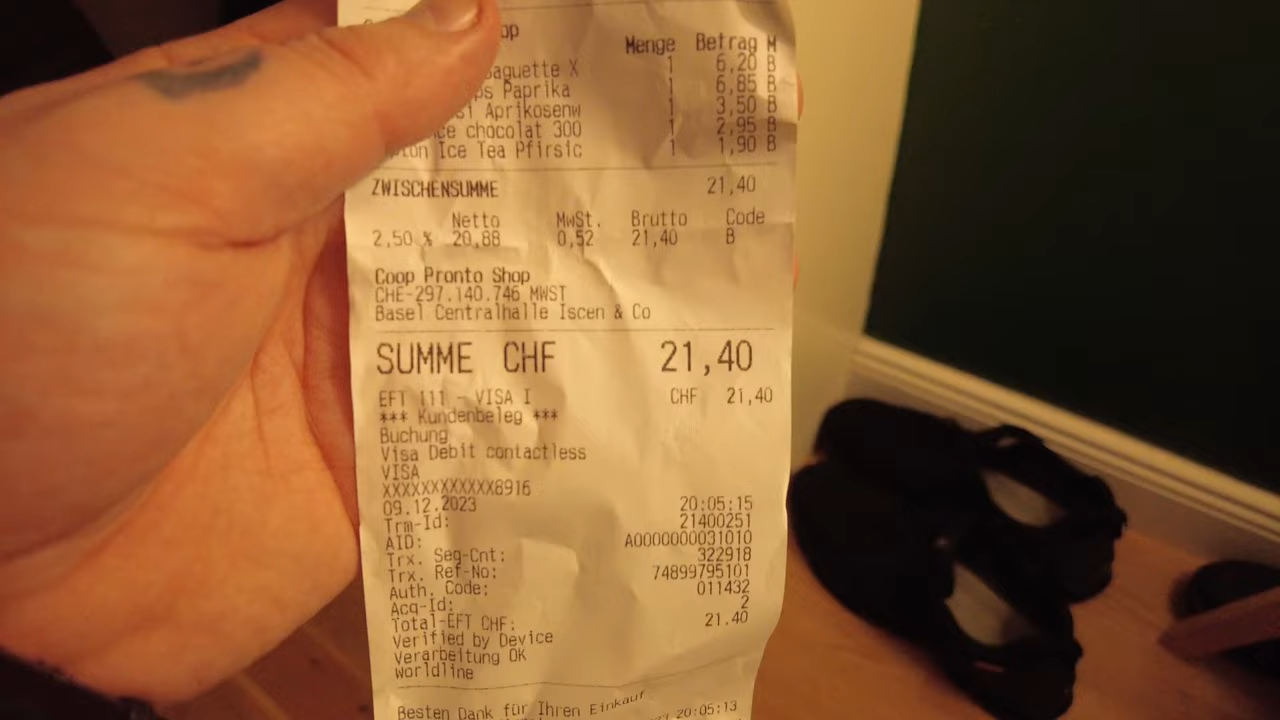 Menge Betrag M
X 1 6,20 B
Paprika 1 6,85 B
Aprikosenw 1 3,50 B
chocolat 300 1 2,95 B
Ice Tea Pfirsic 1 1,90 B
ZWISCHENSUMME 21,40
Netto MwSt. Brutto Code
2,50 % 20,88 0,52 21,40 B
Coop Pronto Shop
CHE-297.140.746 MWST
Basel Centralhalle Iscen & Co
SUMME CHF 21,40
EFT 111 - VISA I CHF 21,40
*** Kundenbeleg ***
Buchung
Visa Debit contactless
VISA
XXXXXXXXXXXX8916
09.12.2023 20:05:15
Trm-Id: 21400251
AID: A0000000031010
Trx. Seq-Cnt: 322918
Trx. Ref-No: 74899795101
Auth. Code: 011432
Acq-Id: 2
Total-EFT CHF: 21.40
Verified by Device
Verarbeitung OK
worldline
Besten Dank für Ihren Einkauf
20:05:13